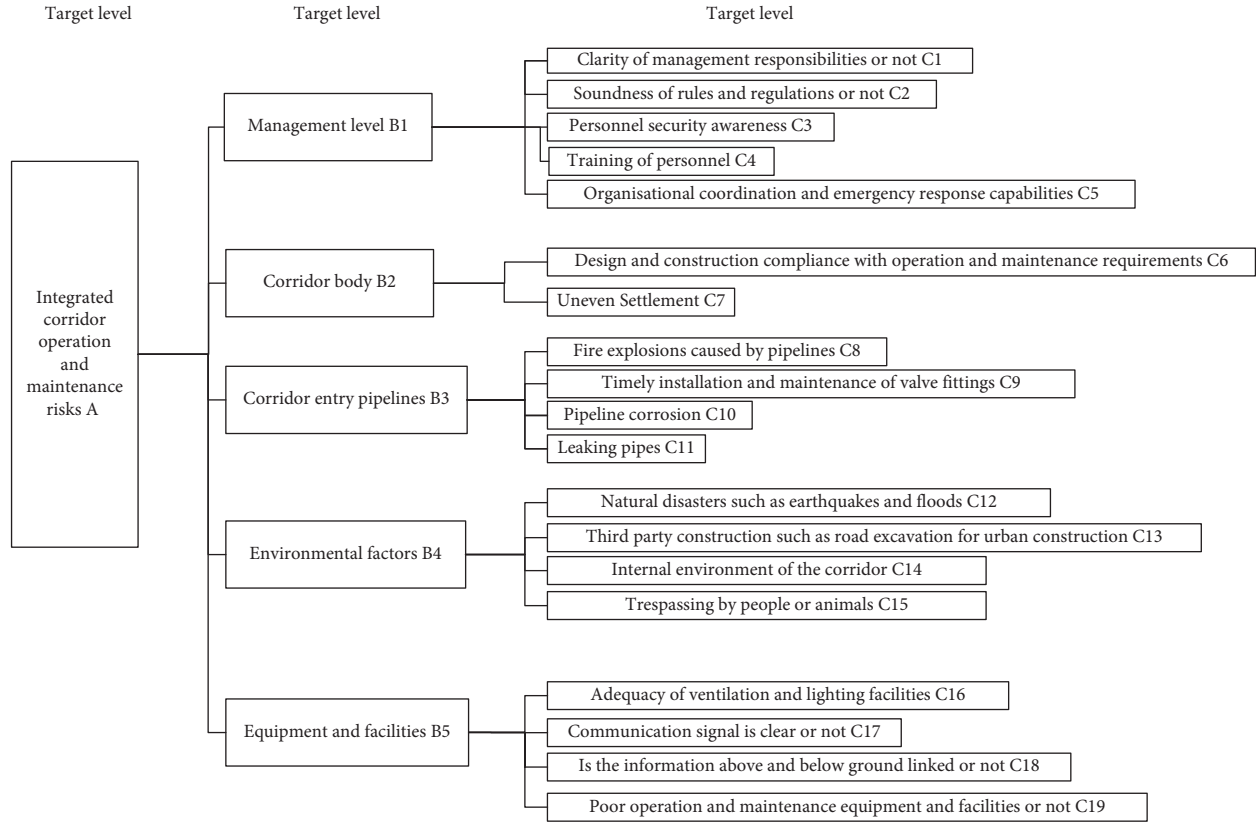 Target level
Target level
Target level
Integrated
corridor
operation
and
maintenance
risks A
Management level B1
Clarity of management responsibilities or not C1
Soundness of rules and regulations or not C2
Personnel security awareness C3
Training of personnel C4
Organisational coordination and emergency response capabilities C5
Corridor body B2
Design and construction compliance with operation and maintenance requirements C6
Uneven Settlement C7
Corridor entry pipelines B3
Fire explosions caused by pipelines C8
Timely installation and maintenance of valve fittings C9
Pipeline corrosion C10
Leaking pipes C11
Environmental factors B4
Natural disasters such as earthquakes and floods C12
Third party construction such as road excavation for urban construction C13
Internal environment of the corridor C14
Trespassing by people or animals C15
Equipment and facilities B5
Adequacy of ventilation and lighting facilities C16
Communication signal is clear or not C17
Is the information above and below ground linked or not C18
Poor operation and maintenance equipment and facilities or not C19